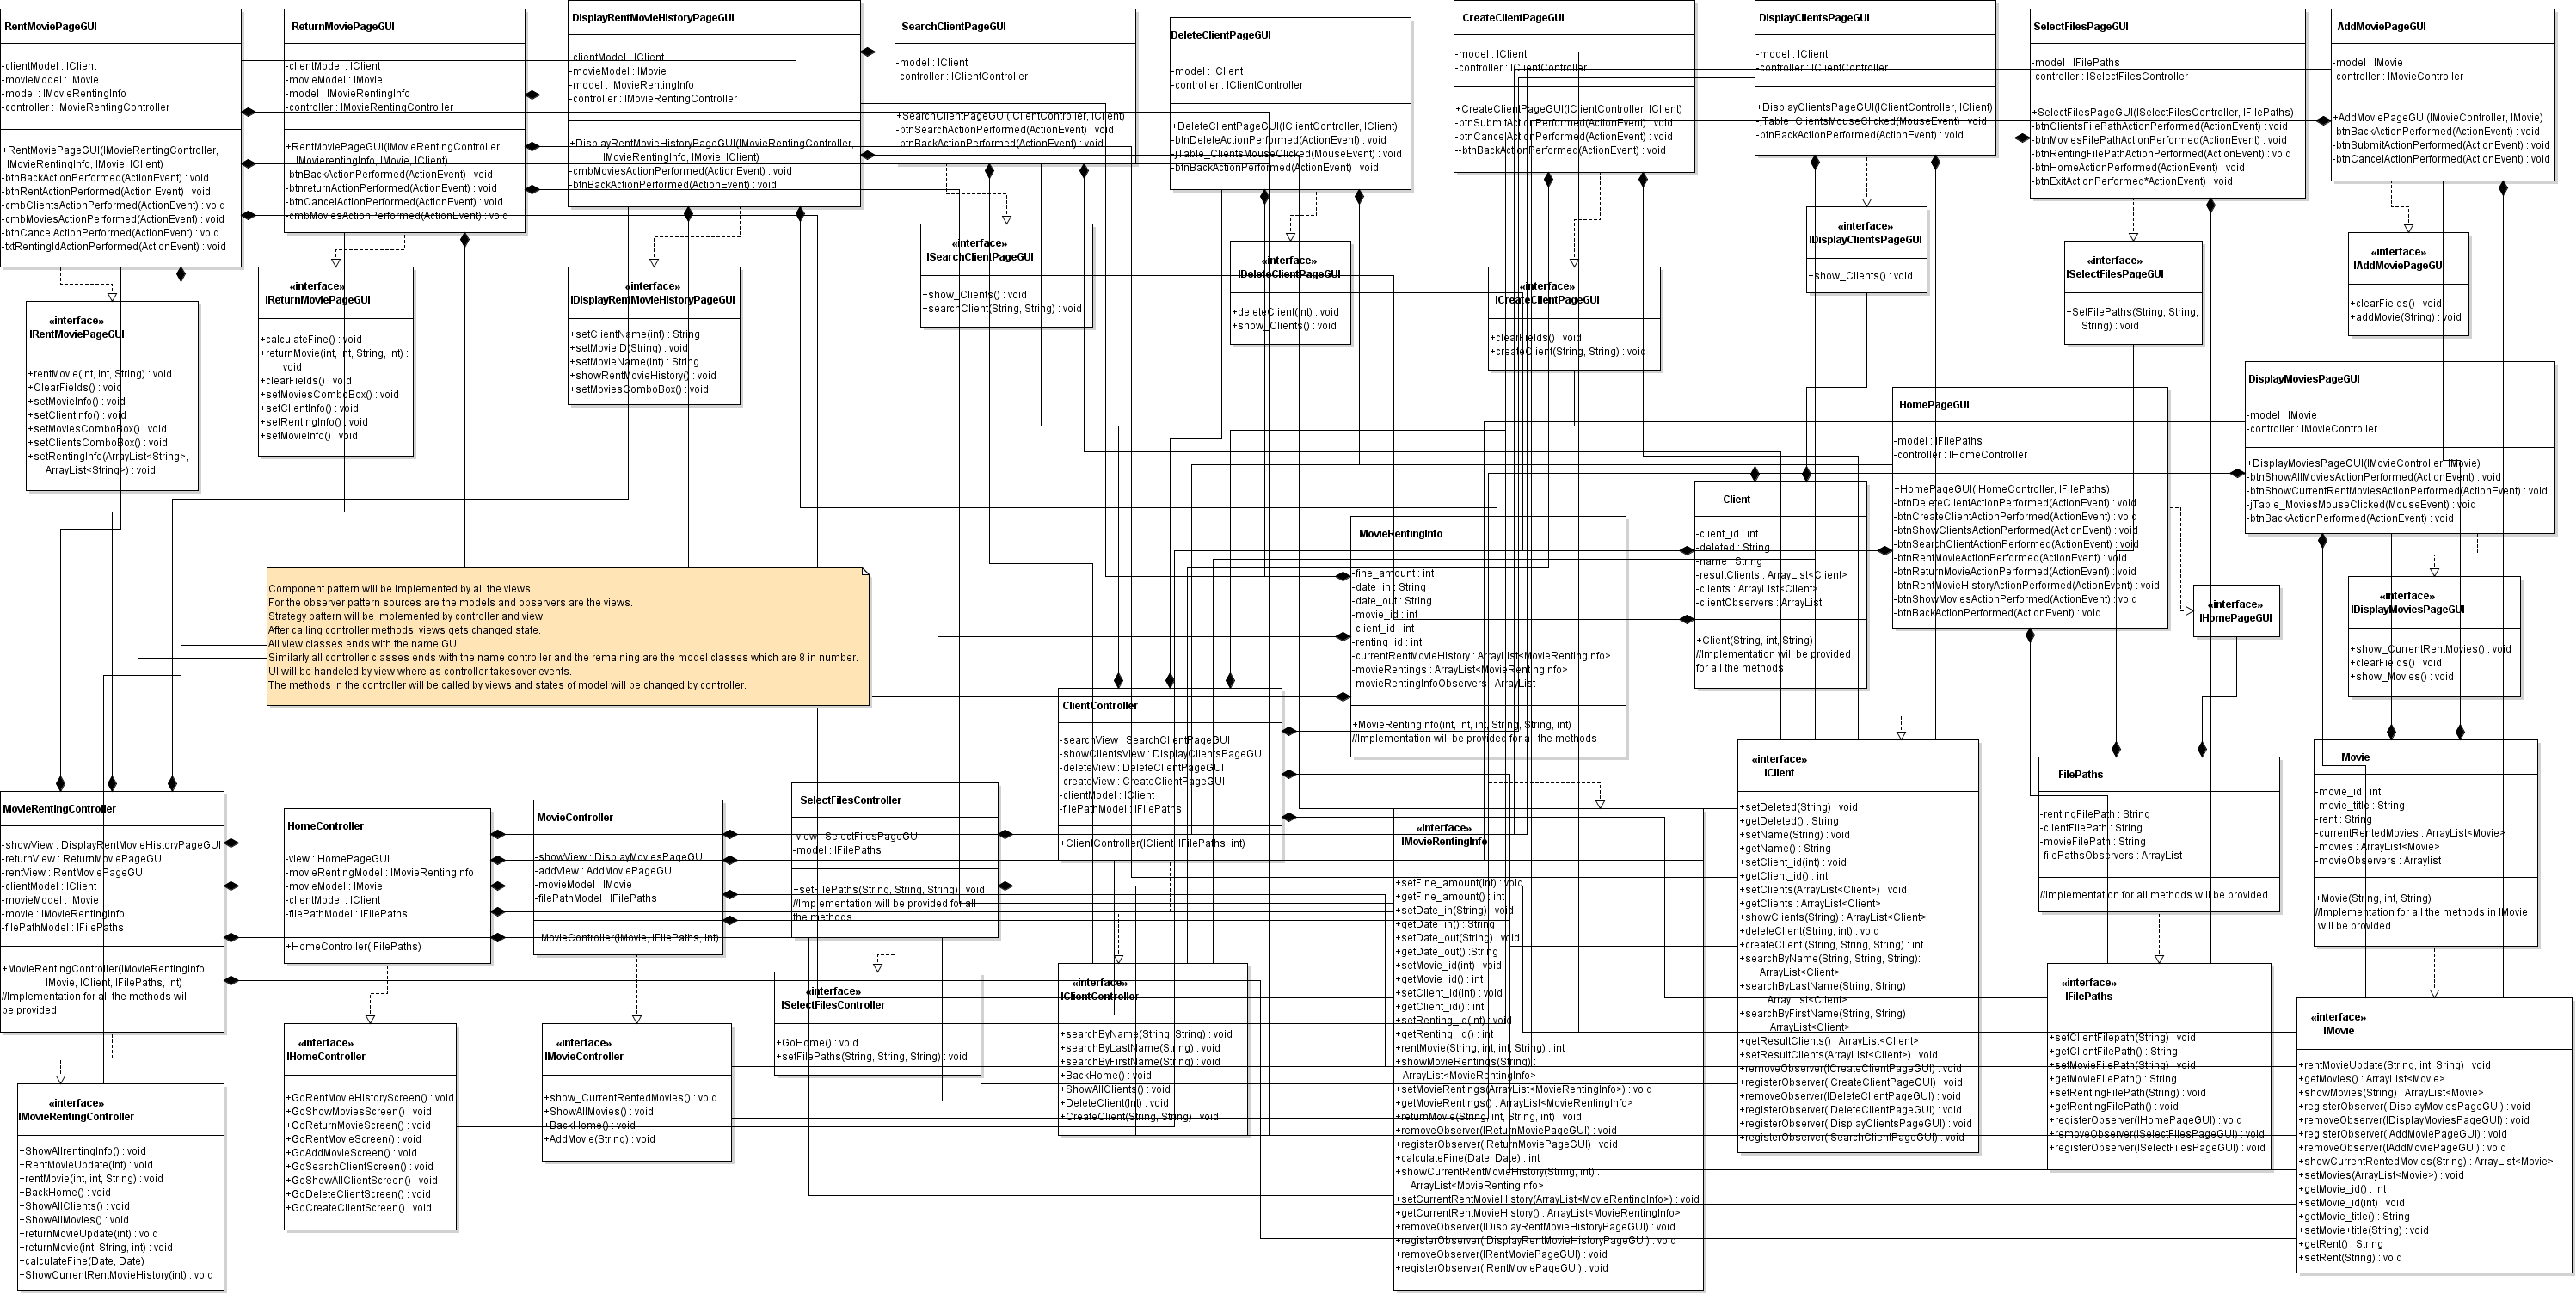 RentMoviePageGUI
-clientModel : IClient
-movieModel : IMovie
-model : IMovieRentingInfo
-controller : IMovieRentingController
+RentMoviePageGUI(IMovieRentingController,
IMovieRentingInfo, IMovie, IClient)
-btnBackActionPerformed(ActionEvent) : void
-btnRentActionPerformed(Action Event) : void
-cmbClientsActionPerformed(ActionEvent) : void
-cmbMoviesActionPerformed(ActionEvent) : void
-btnCancelActionPerformed(ActionEvent) : void
-txtRentingIdActionPerformed(ActionEvent) : void
ReturnMoviePageGUI
-clientModel : IClient
-movieModel : IMovie
-model : IMovieRentingInfo
-controller : IMovieRentingController
+RentMoviePageGUI(IMovieRentingController,
IMovierentingInfo, IMovie, IClient)
-btnBackActionPerformed(ActionEvent) : void
-btnreturnActionPerformed(ActionEvent) : void
-btnCancelActionPerformed(ActionEvent) : void
-cmbMoviesActionPerformed(ActionEvent) : void
DisplayRentMovieHistoryPageGUI
-clientModel : IClient
-movieModel : IMovie
-model : IMovieRentingInfo
-controller : IMovieRentingController
+DisplayRentMovieHistoryPageGUI(IMovieRentingController,
IMovieRentingInfo, IMovie, IClient)
-cmbMoviesActionPerformed(ActionEvent) : void
-btnBackActionPerformed(ActionEvent) : void
SearchClientPageGUI
-model : IClient
-controller : IClientController
+SearchClientPageGUI(IClientController, IClient)
-btnSearchActionPerformed(ActionEvent) : void
-btnBackActionPerformed(ActionEvent) : void
DeleteClientPageGUI
-model : IClient
-controller : IClientController
+DeleteClientPageGUI(IClientController, IClient)
-btnDeleteActionPerformed(ActionEvent) : void
-jTable_ClientsMouseClicked(MouseEvent) : void
-btnBackActionPerformed(ActionEvent) : void
CreateClientPageGUI
-model : IClient
-controller : IClientController
+CreateClientPageGUI(IClientController, IClient)
-btnSubmitActionPerformed(ActionEvent) : void
-btnCancelActionPerformed(ActionEvent) : void
--btnBackActionPerformed(ActionEvent) : void
DisplayClientsPageGUI
-model : IClient
-controller : IClientController
+DisplayClientsPageGUI(IClientController, IClient)
-jTable_ClientsMouseClicked(MouseEvent) : void
-btnBackActionPerformed(ActionEvent) : void
SelectFilesPageGUI
-model : IFilePaths
-controller : ISelectFilesController
+SelectFilesPageGUI(ISelectFilesController, IFilePaths)
-btnClientsFilePathActionPerformed(ActionEvent) : void
-btnMoviesFilePathActionPerformed(ActionEvent) : void
-btnRentingFilePathActionPerformed(ActionEvent) : void
-btnHomeActionPerformed(ActionEvent) : void
-btnExitActionPerformed*ActionEvent) : void
AddMoviePageGUI
-model : IMovie
-controller : IMovieController
+AddMoviePageGUI(IMovieController, IMovie)
-btnBackActionPerformed(ActionEvent) : void
-btnSubmitActionPerformed(ActionEvent) : void
-btnCancelActionPerformed(ActionEvent) : void
«interface»
IRentMoviePageGUI
+rentMovie(int, int, String) : void
+ClearFields() : void
+setMovieInfo() : void
+setClientInfo() : void
+setMoviesComboBox() : void
+setClientsComboBox() : void
+setRentingInfo(ArrayList<String>,
ArrayList<String>) : void
«interface»
IReturnMoviePageGUI
+calculateFine() : void
+returnMovie(int, int, String, int) :
void
+clearFields() : void
+setMoviesComboBox() : void
+setClientInfo() : void
+setRentingInfo() : void
+setMovieInfo() : void
«interface»
IDisplayRentMovieHistoryPageGUI
+setClientName(int) : String
+setMovieID(String) : void
+setMovieName(int) : String
+showRentMovieHistory() : void
+setMoviesComboBox() : void
«interface»
ISearchClientPageGUI
+show_Clients() : void
+searchClient(String, String) : void
«interface»
IDeleteClientPageGUI
+deleteClient(int) : void
+show_Clients() : void
«interface»
ICreateClientPageGUI
+clearFields() : void
+createClient(String, String) : void
«interface»
IDisplayClientsPageGUI
+show_Clients() : void
«interface»
ISelectFilesPageGUI
+SetFilePaths(String, String,
String) : void
«interface»
IAddMoviePageGUI
+clearFields() : void
+addMovie(String) : void
HomePageGUI
-model : IFilePaths
-controller : IHomeController
+HomePageGUI(IHomeController, IFilePaths)
-btnDeleteClientActionPerformed(ActionEvent) : void
-btnCreateClientActionPerformed(ActionEvent) : void
-btnShowClientsActionPerformed(ActionEvent) : void
-btnSearchClientActionPerformed(ActionEvent) : void
-btnRentMovieActionPerformed(ActionEvent) : void
-btnReturnMovieActionPerformed(ActionEvent) : void
-btnRentMovieHistoryActionPerformed(ActionEvent) : void
-btnShowMoviesActionPerformed(ActionEvent) : void
-btnBackActionPerformed(ActionEvent) : void
DisplayMoviesPageGUI
-model : IMovie
-controller : IMovieController
+DisplayMoviesPageGUI(IMovieController, IMovie)
-btnShowAllMoviesActionPerformed(ActionEvent) : void
-btnShowCurrentRentMoviesActionPerformed(ActionEvent) : void
-jTable_MoviesMouseClicked(MouseEvent) : void
-btnBackActionPerformed(ActionEvent) : void
Component pattern will be implemented by all the views
For the observer pattern sources are the models and observers are the views.
Strategy pattern will be implemented by controller and view.
After calling controller methods, views gets changed state.
All view classes ends with the name GUI.
Similarly all controller classes ends with the name controller and the remaining are the model classes which are 8 in number.
UI will be handeled by view where as controller takesover events.
The methods in the controller will be called by views and states of model will be changed by controller.
MovieRentingInfo
-fine_amount : int
-date_in : String
-date_out : String
-movie_id : int
-client_id : int
-renting_id : int
-currentRentMovieHistory : ArrayList<MovieRentingInfo>
-movieRentings : ArrayList<MovieRentingInfo>
-movieRentingInfoObservers : ArrayList
+MovieRentingInfo(int, int, int, String, String, int)
//Implementation will be provided for all the methods
Client
-client_id : int
-deleted : String
-name : String
-resultClients : ArrayList<Client>
-clients : ArrayList<Client>
-clientObservers : ArrayList
+Client(String, int, String)
//Implementation will be provided
for all the methods
«interface»
IHomePageGUI
«interface»
IDisplayMoviesPageGUI
+show_CurrentRentMovies() : void
+clearFields() : void
+show_Movies() : void
ClientController
-searchView : SearchClientPageGUI
-showClientsView : DisplayClientsPageGUI
-deleteView : DeleteClientPageGUI
-createView : CreateClientPageGUI
-clientModel : IClient
-filePathModel : IFilePaths
+ClientController(IClient, IFilePaths, int)
MovieRentingController
-showView : DisplayRentMovieHistoryPageGUI
-returnView : ReturnMoviePageGUI
-rentView : RentMoviePageGUI
-clientModel : IClient
-movieModel : IMovie
-movie : IMovieRentingInfo
-filePathModel : IFilePaths
+MovieRentingController(IMovieRentingInfo,
IMovie, IClient, IFilePaths, int)
//Implementation for all the methods will
be provided
HomeController
-view : HomePageGUI
-movieRentingModel : IMovieRentingInfo
-movieModel : IMovie
-clientModel : IClient
-filePathModel : IFilePaths
+HomeController(IFilePaths)
MovieController
-showView : DisplayMoviesPageGUI
-addView : AddMoviePageGUI
-movieModel : IMovie
-filePathModel : IFilePaths
+MovieController(IMovie, IFilePaths, int)
SelectFilesController
-view : SelectFilesPageGUI
-model : IFilePaths
+setFilePaths(String, String, String) : void
//Implementation will be provided for all
the methods
«interface»
IMovieRentingInfo
+setFine_amount(int) : void
+getFine_amount() : int
+setDate_in(String) : void
+getDate_in() : String
+setDate_out(String) : void
+getDate_out() :String
+setMovie_id(int) : void
+getMovie_id() : int
+setClient_id(int) : void
+getClient_id() : int
+setRenting_id(int) : void
+getRenting_id() : int
+rentMovie(String, int, int, String) : int
+showMovieRentings(String) :
ArrayList<MovieRentingInfo>
+setMovieRentings(ArrayList<MovieRentingInfo>) : void
+getMovieRentings() : ArrayList<MovieRentingInfo>
+returnMovie(String, int, String, int) : void
+removeObserver(IReturnMoviePageGUI) : void
+registerObserver(IReturnMoviePageGUI) : void
+calculateFine(Date, Date) : int
+showCurrentRentMovieHistory(String, int) :
ArrayList<MovieRentingInfo>
+setCurrentRentMovieHistory(ArrayList<MovieRentingInfo>) : void
+getCurrentRentMovieHistory() : ArrayList<MovieRentingInfo>
+removeObserver(IDisplayRentMovieHistoryPageGUI) : void
+registerObserver(IDisplayRentMovieHistoryPageGUI) : void
+removeObserver(IRentMoviePageGUI) : void
+registerObserver(IRentMoviePageGUI) : void
«interface»
IClient
+setDeleted(String) : void
+getDeleted() : String
+setName(String) : void
+getName() : String
+setClient_id(int) : void
+getClient_id() : int
+setClients(ArrayList<Client>) : void
+getClients : ArrayList<Client>
+showClients(String) : ArrayList<Client>
+deleteClient(String, int) : void
+createClient (String, String, String) : int
+searchByName(String, String, String):
ArrayList<Client>
+searchByLastName(String, String)
ArrayList<Client>
+searchByFirstName(String, String)
ArrayList<Client>
+getResultClients() : ArrayList<Client>
+setResultClients(ArrayList<Client>) : void
+removeObserver(ICreateClientPageGUI) : void
+registerObserver(ICreateClientPageGUI) : void
+removeObserver(IDeleteClientPageGUI) : void
+registerObserver(IDeleteClientPageGUI) : void
+registerObserver(IDisplayClientsPageGUI) : void
+registerObserver(ISearchClientPageGUI) : void
FilePaths
-rentingFilePath : String
-clientFilePath : String
-movieFilePath : String
-filePathsObservers : ArrayList
//Implementation for all methods will be provided.
Movie
-movie_id : int
-movie_title : String
-rent : String
-currentRentedMovies : ArrayList<Movie>
-movies : ArrayList<Movie>
-movieObservers : Arraylist
+Movie(String, int, String)
//Implementation for all the methods in IMovie
will be provided
«interface»
IMovieRentingController
+ShowAllrentingInfo() : void
+RentMovieUpdate(int) : void
+rentMovie(int, int, String) : void
+BackHome() : void
+ShowAllClients() : void
+ShowAllMovies() : void
+returnMovieUpdate(int) : void
+returnMovie(int, String, int) : void
+calculateFine(Date, Date)
+ShowCurrentRentMovieHistory(int) : void
«interface»
IHomeController
+GoRentMovieHistoryScreen() : void
+GoShowMoviesScreen() : void
+GoReturnMovieScreen() : void
+GoRentMovieScreen() : void
+GoAddMovieScreen() : void
+GoSearchClientScreen() : void
+GoShowAllClientScreen() : void
+GoDeleteClientScreen() : void
+GoCreateClientScreen() : void
«interface»
IMovieController
+show_CurrentRentedMovies() : void
+ShowAllMovies() : void
+BackHome() : void
+AddMovie(String) : void
«interface»
ISelectFilesController
+GoHome() : void
+setFilePaths(String, String, String) : void
«interface»
IClientController
+searchByName(String, String) : void
+searchByLastName(String) : void
+searchByFirstName(String) : void
+BackHome() : void
+ShowAllClients() : void
+DeleteClient(Int) : void
+CreateClient(String, String) : void
«interface»
IFilePaths
+setClientFilepath(String) : void
+getClientFilePath() : String
+setMovieFilePath(String) : void
+getMovieFilePath() : String
+setRentingFilePath(String) : void
+getRentingFilePath() : void
+registerObserver(IHomePageGUI) : void
+removeObserver(ISelectFilesPageGUI) : void
+registerObserver(ISelectFilesPageGUI) : void
«interface»
IMovie
+rentMovieUpdate(String, int, Sring) : void
+getMovies() : ArrayList<Movie>
+showMovies(String) : ArrayList<Movie>
+registerObserver(IDisplayMoviesPageGUI) : void
+removeObserver(IDisplayMoviesPageGUI) : void
+registerObserver(IAddMoviePageGUI) : void
+removeObserver(IAddMoviePageGUI) : void
+showCurrentRentedMovies(String) : ArrayList<Movie>
+setMovies(ArrayList<Movie>) : void
+getMovie_id() : int
+setMovie_id(int) : void
+getMovie_title() : String
+setMovie+title(String) : void
+getRent() : String
+setRent(String) : void